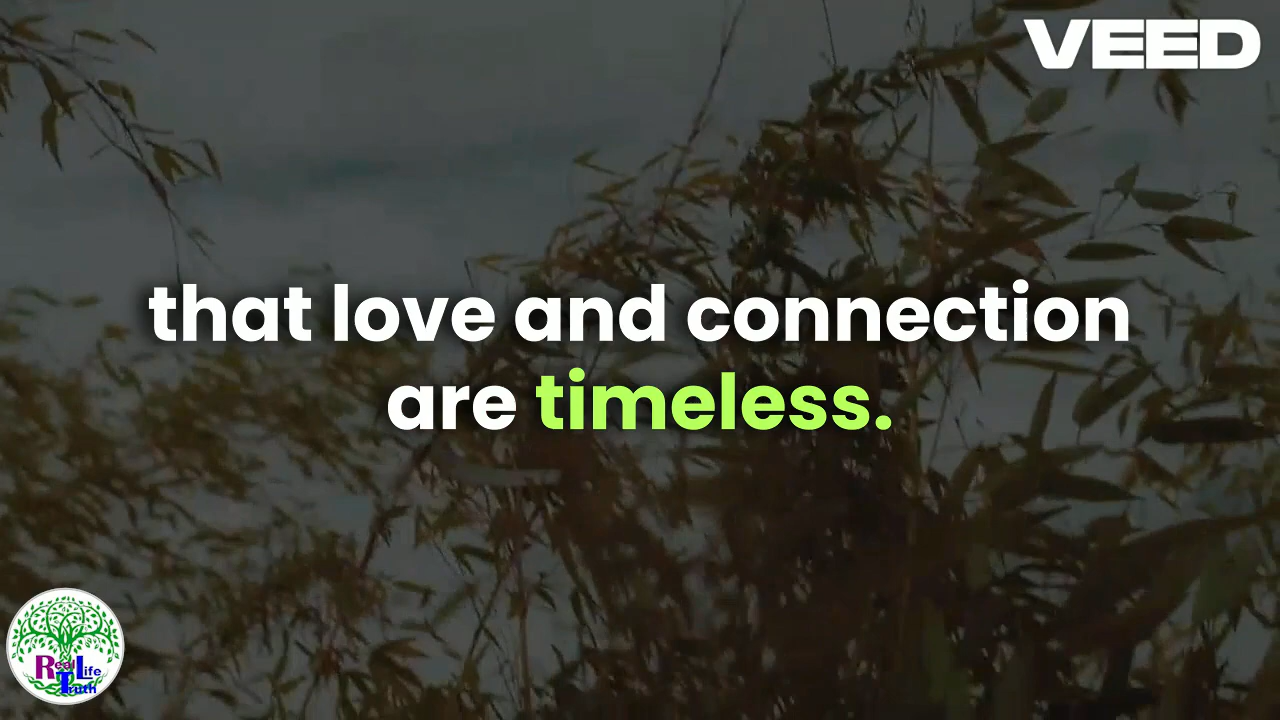 VEED
that love and connection
are timeless.
Real Life
Truth